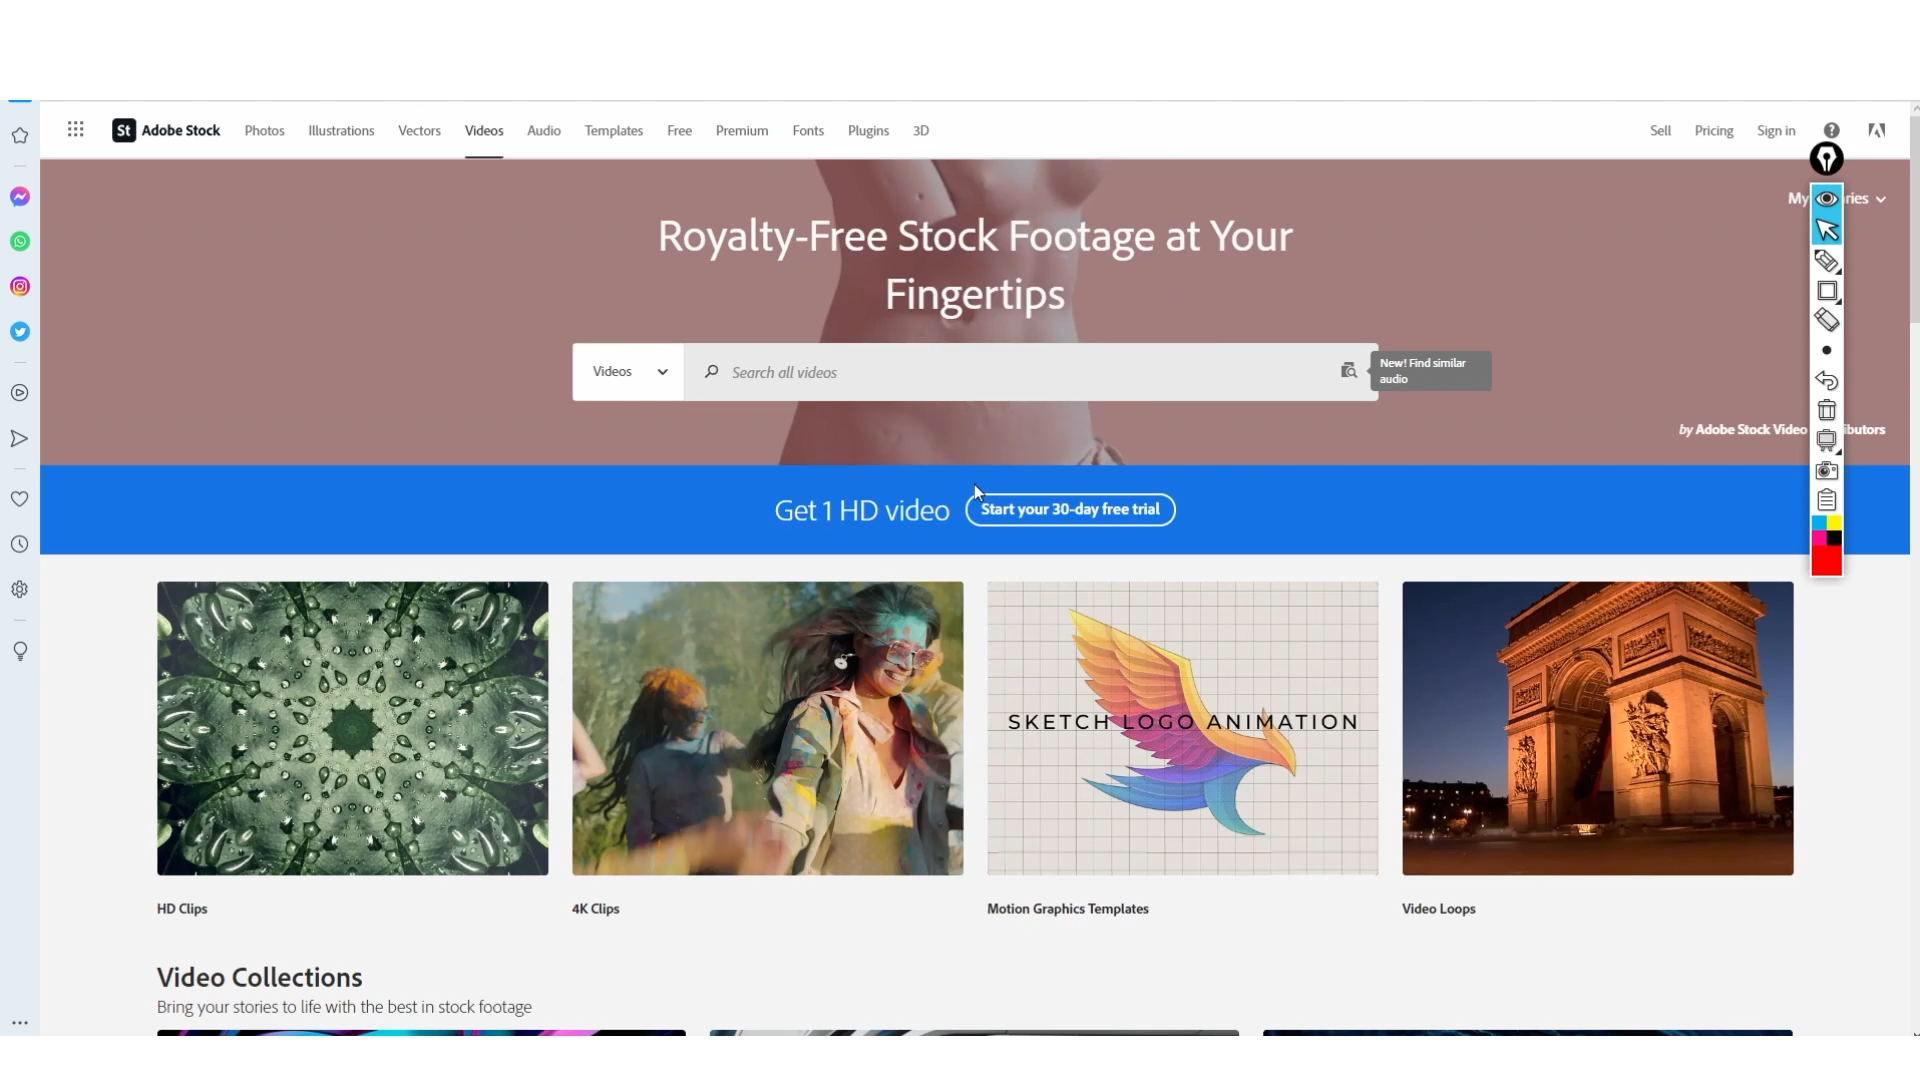 St Adobe Stock Photos Illustrations Vectors Videos Audio Templates Free Premium Fonts Plugins 3D Sell Pricing Sign in ?
My ries
Royalty-Free Stock Footage at Your
Fingertips
Videos Search all videos
New! Find similar
audio
by Adobe Stock Video ibutors
Get 1 HD video Start your 30-day free trial
SKETCH LOGO ANIMATION
HD Clips
4K Clips
Motion Graphics Templates
Video Loops
Video Collections
Bring your stories to life with the best in stock footage